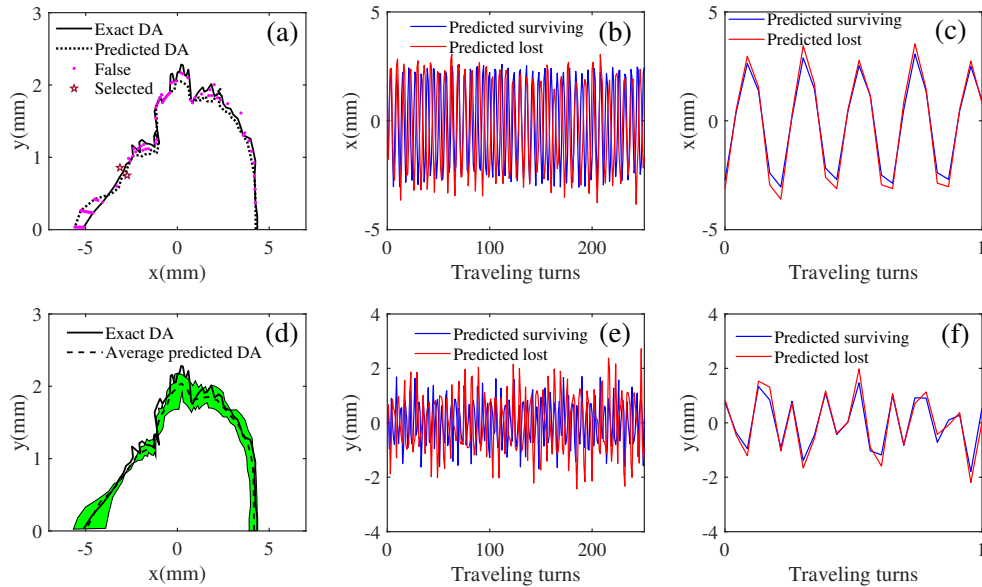 (a)
Exact DA
Predicted DA
False
Selected
y(mm)
3
2
1
0
-5
0
5
x(mm)
(b)
Predicted surviving
Predicted lost
x(mm)
5
0
-5
0
100
200
Traveling turns
(c)
Predicted surviving
Predicted lost
x(mm)
5
0
-5
0
1
Traveling turns
(d)
Exact DA
Average predicted DA
y(mm)
3
2
1
0
-5
0
5
x(mm)
(e)
Predicted surviving
Predicted lost
y(mm)
4
2
0
-2
-4
0
100
200
Traveling turns
(f)
Predicted surviving
Predicted lost
y(mm)
4
2
0
-2
-4
0
1
Traveling turns